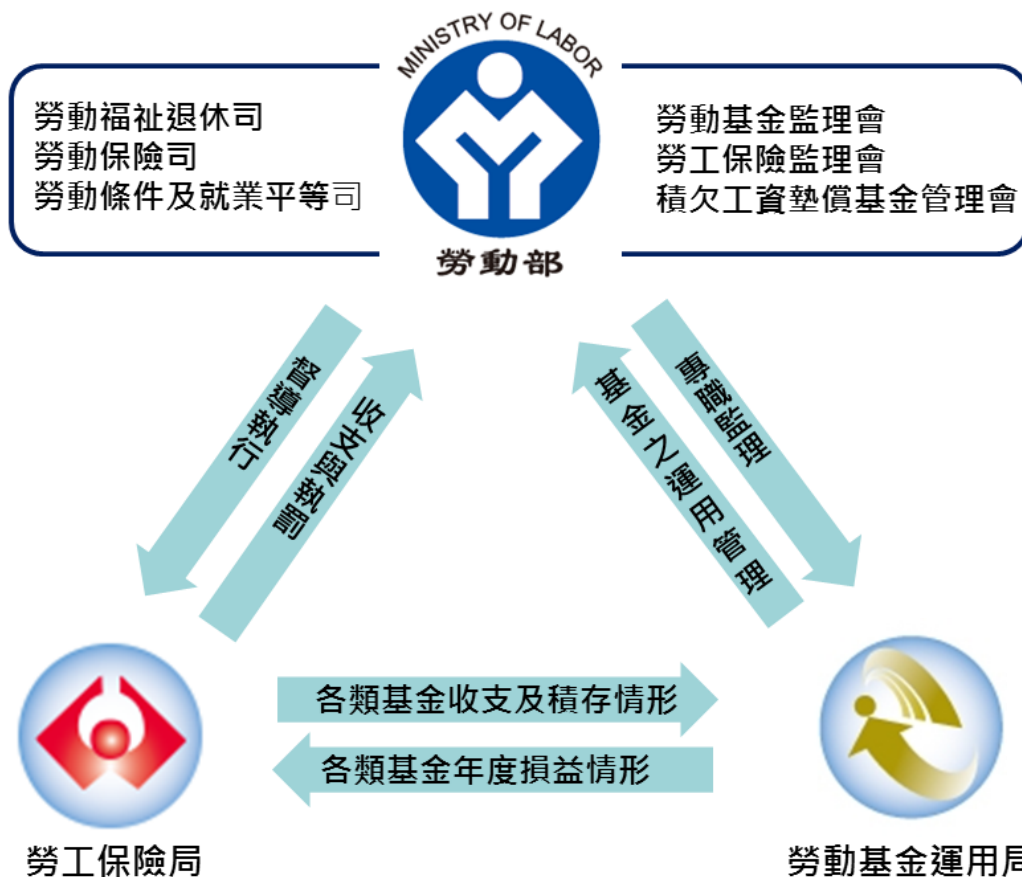 MINISTRY OF LABOR
勞動福祉退休司
勞動保險司
勞動條件及就業平等司
勞動基金監理會
勞工保險監理會
積欠工資墊償基金管理會
勞動部
督導執行
收支與執罰
基金之運用管理
專職監理
各類基金收支及積存情形
各類基金年度損益情形
勞工保險局
勞動基金運用局